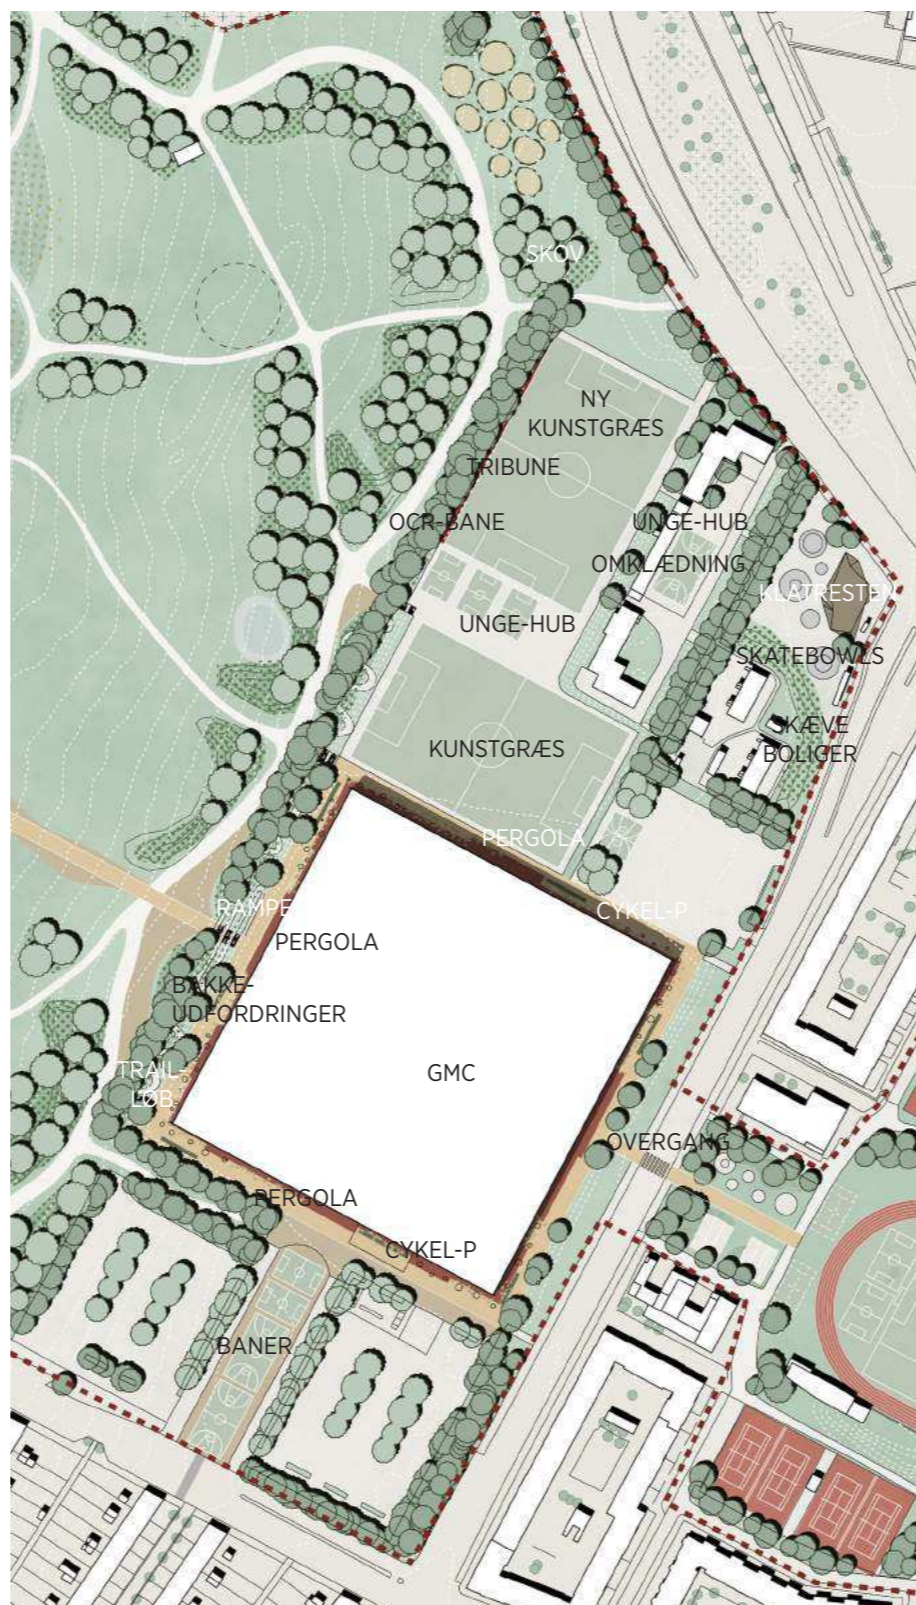 SKOV
NY
KUNSTGRÆS
TRIBUNE
OCR-BANE
UNGE-HUB
OMKLÆDNING
KLATRESTEN
UNGE-HUB
SKATEBOWLS
SKÆVE
BOLIGER
KUNSTGRÆS
PERGOLA
CYKEL-P
RAMPE
PERGOLA
BAKKE-
UDFORDRINGER
GMC
TRAIL-
LØB
OVERGANG
PERGOLA
CYKEL-P
BANER